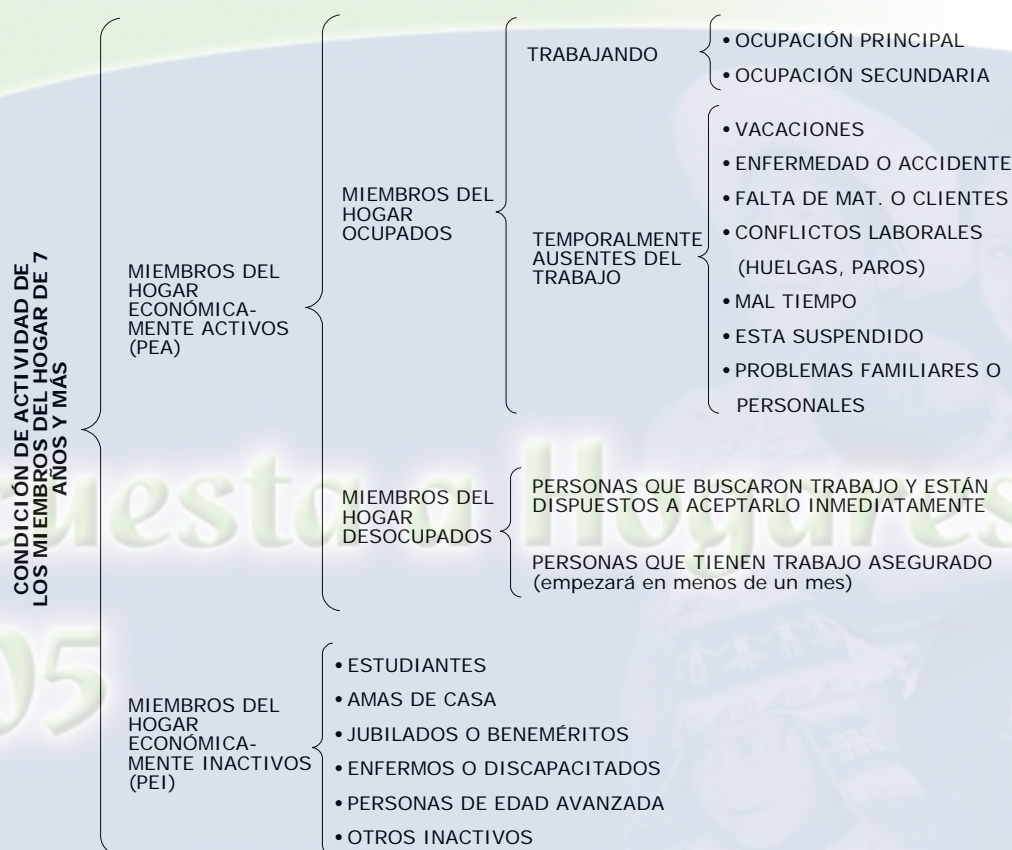 CONDICIÓN DE ACTIVIDAD DE
LOS MIEMBROS DEL HOGAR DE 7
AÑOS Y MÁS
MIEMBROS DEL
HOGAR
ECONÓMICA-
MENTE ACTIVOS
(PEA)
MIEMBROS DEL
HOGAR
OCUPADOS
TRABAJANDO
• OCUPACIÓN PRINCIPAL
• OCUPACIÓN SECUNDARIA
TEMPORALMENTE
AUSENTES DEL
TRABAJO
• VACACIONES
• ENFERMEDAD O ACCIDENTE
• FALTA DE MAT. O CLIENTES
• CONFLICTOS LABORALES
(HUELGAS, PAROS)
• MAL TIEMPO
• ESTA SUSPENDIDO
• PROBLEMAS FAMILIARES O
PERSONALES
MIEMBROS DEL
HOGAR
DESOCUPADOS
PERSONAS QUE BUSCARON TRABAJO Y ESTÁN
DISPUESTOS A ACEPTARLO INMEDIATAMENTE
PERSONAS QUE TIENEN TRABAJO ASEGURADO
(empezará en menos de un mes)
MIEMBROS DEL
HOGAR
ECONÓMICA-
MENTE INACTIVOS
(PEI)
• ESTUDIANTES
• AMAS DE CASA
• JUBILADOS O BENEMÉRITOS
• ENFERMOS O DISCAPACITADOS
• PERSONAS DE EDAD AVANZADA
• OTROS INACTIVOS
uesta a Hogares
05